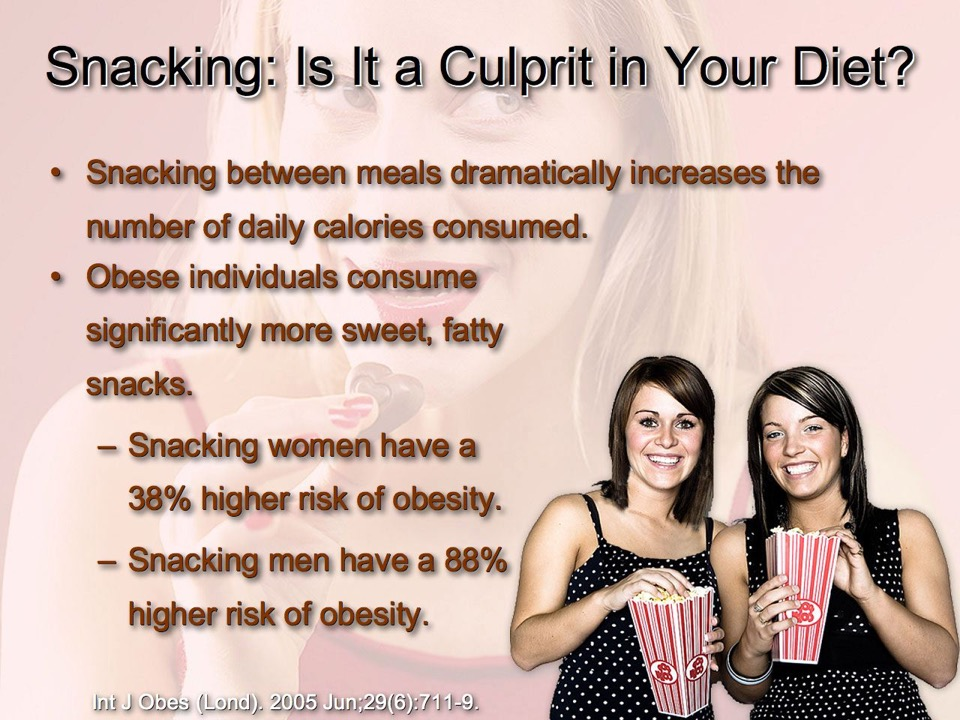 Snacking: Is It a Culprit in Your Diet?
• Snacking between meals dramatically increases the
number of daily calories consumed.
• Obese individuals consume
significantly more sweet, fatty
snacks.
– Snacking women have a
38% higher risk of obesity.
– Snacking men have a 88%
higher risk of obesity.
Int J Obes (Lond). 2005 Jun;29(6):711-9.